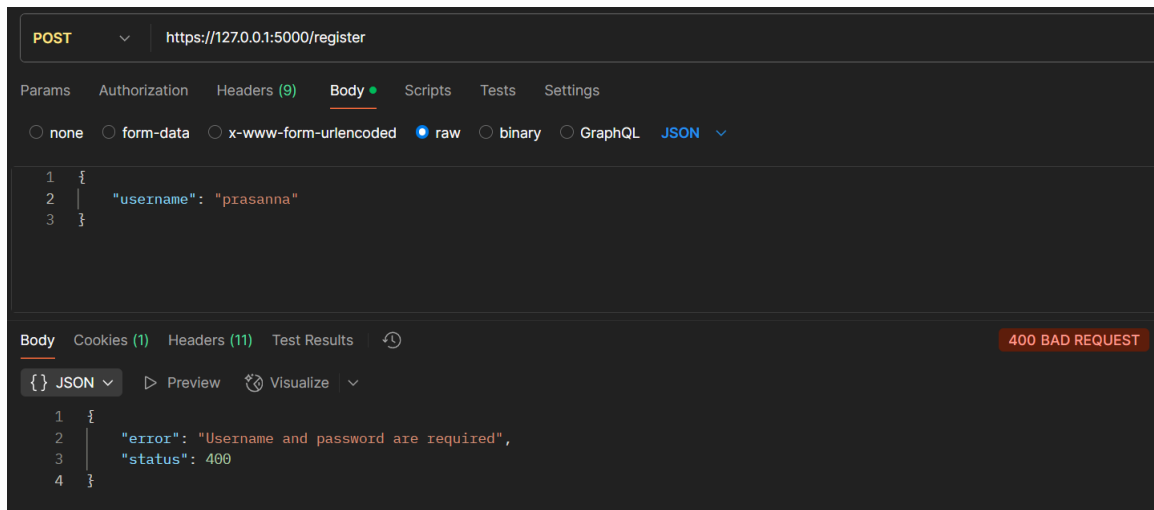 POST https://127.0.0.1:5000/register
Params Authorization Headers (9) Body Scripts Tests Settings
none form-data x-www-form-urlencoded raw binary GraphQL JSON
1 {
2 "username": "prasanna"
3 }
Body Cookies (1) Headers (11) Test Results 400 BAD REQUEST
{} JSON Preview Visualize
1 {
2 "error": "Username and password are required",
3 "status": 400
4 }